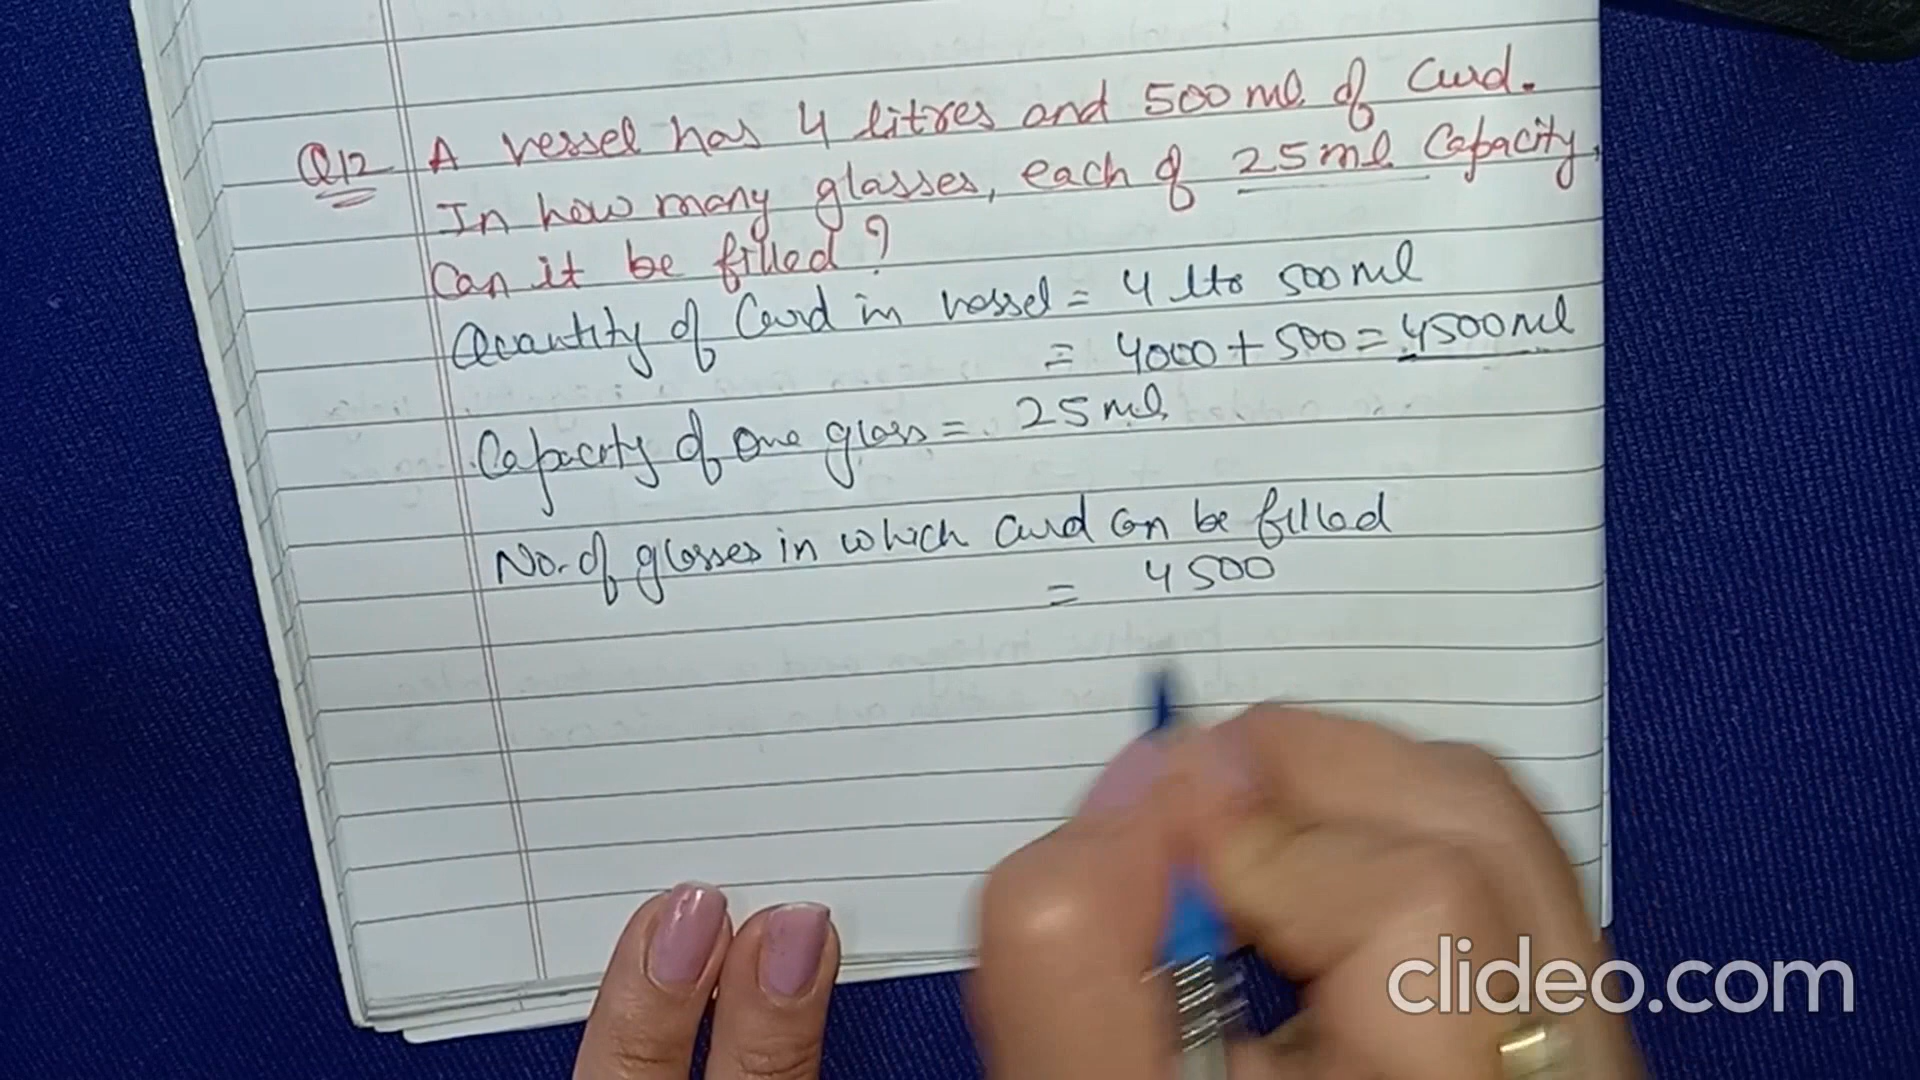 Q12 A vessel has 4 litres and 500 ml of Curd.
In how many glasses, each of 25 ml Capacity,
Can it be filled?
Quantity of Curd in vessel = 4 ltr 500 ml
= 4000 + 500 = 4500 ml
Capacity of one glass = 25 ml
No. of glasses in which curd can be filled
= 4500
clideo.com